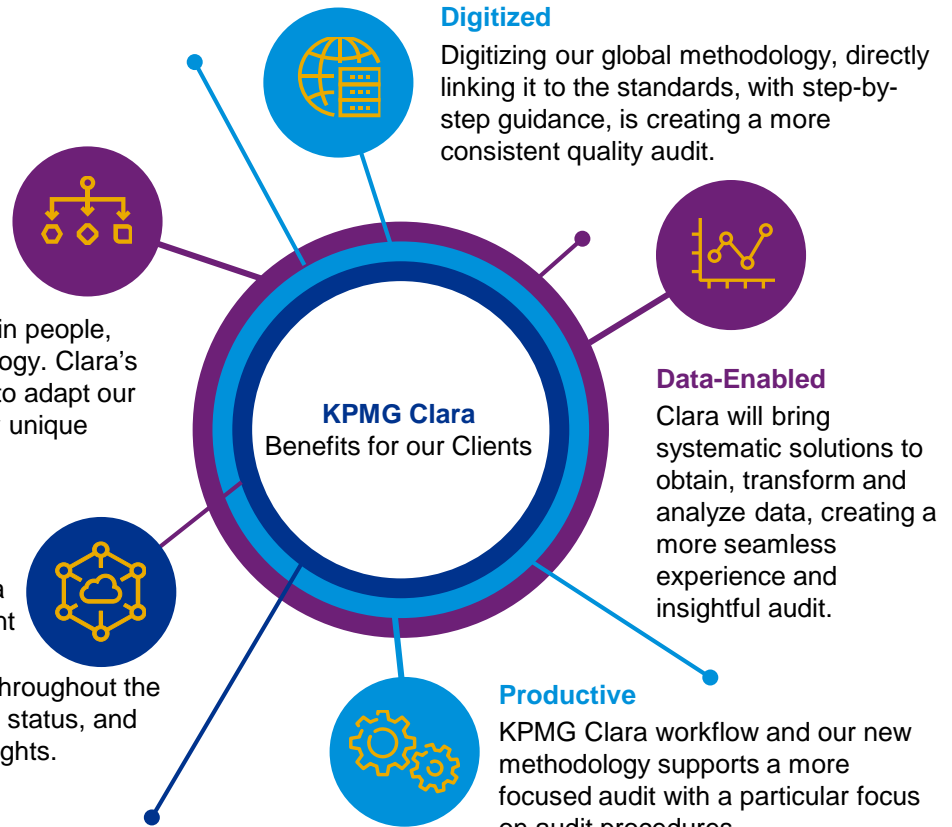 Digitized
Digitizing our global methodology, directly
linking it to the standards, with step-by-
step guidance, is creating a more
consistent quality audit.
in people,
ogy. Clara's
to adapt our
unique
KPMG Clara
Benefits for our Clients
Data-Enabled
Clara will bring
systematic solutions to
obtain, transform and
analyze data, creating a
more seamless
experience and
insightful audit.
a
nt
hroughout the
status, and
ghts.
Productive
KPMG Clara workflow and our new
methodology supports a more
focused audit with a particular focus
on audit procedures